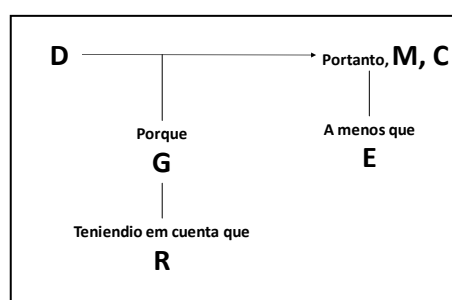 D Portanto, M, C
Porque
A menos que
G
E
Teniendio em cuenta que
R